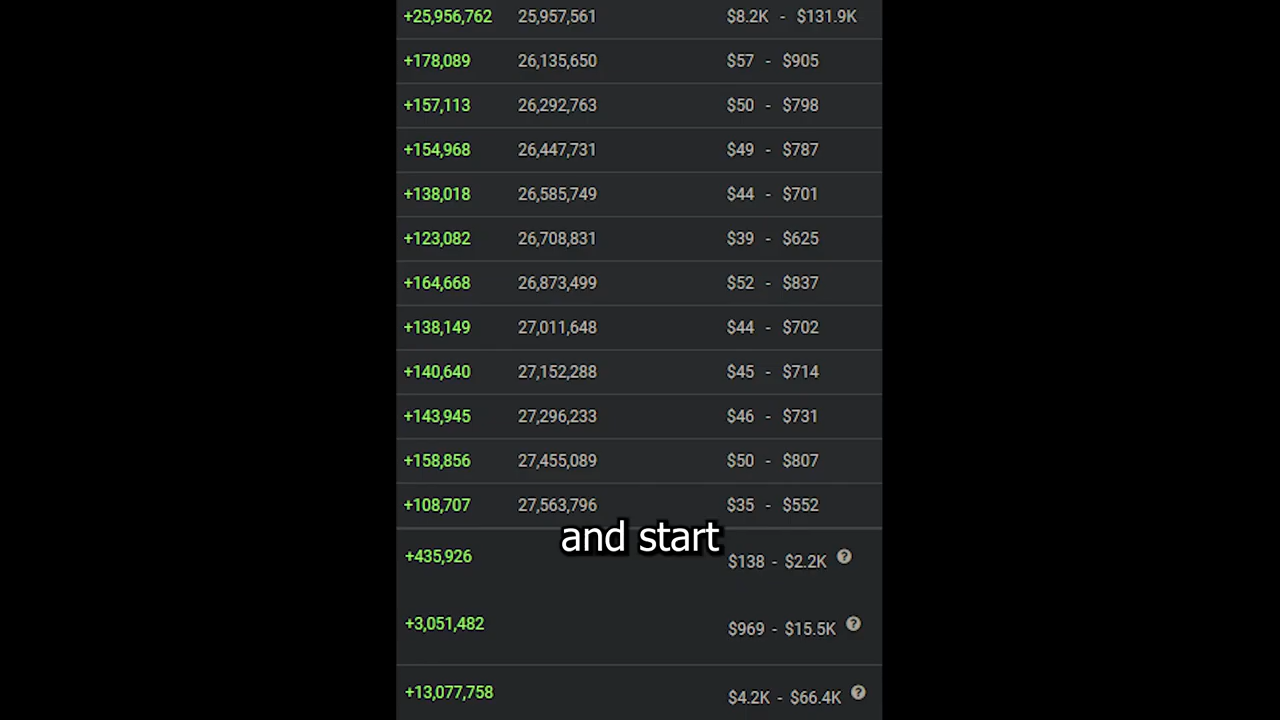 +25,956,762 25,957,561 $8.2K - $131.9K
+178,089 26,135,650 $57 - $905
+157,113 26,292,763 $50 - $798
+154,968 26,447,731 $49 - $787
+138,018 26,585,749 $44 - $701
+123,082 26,708,831 $39 - $625
+164,668 26,873,499 $52 - $837
+138,149 27,011,648 $44 - $702
+140,640 27,152,288 $45 - $714
+143,945 27,296,233 $46 - $731
+158,856 27,455,089 $50 - $807
+108,707 27,563,796 $35 - $552
and start
+435,926 $138 - $2.2K ?
+3,051,482 $969 - $15.5K ?
+13,077,758 $4.2K - $66.4K ?